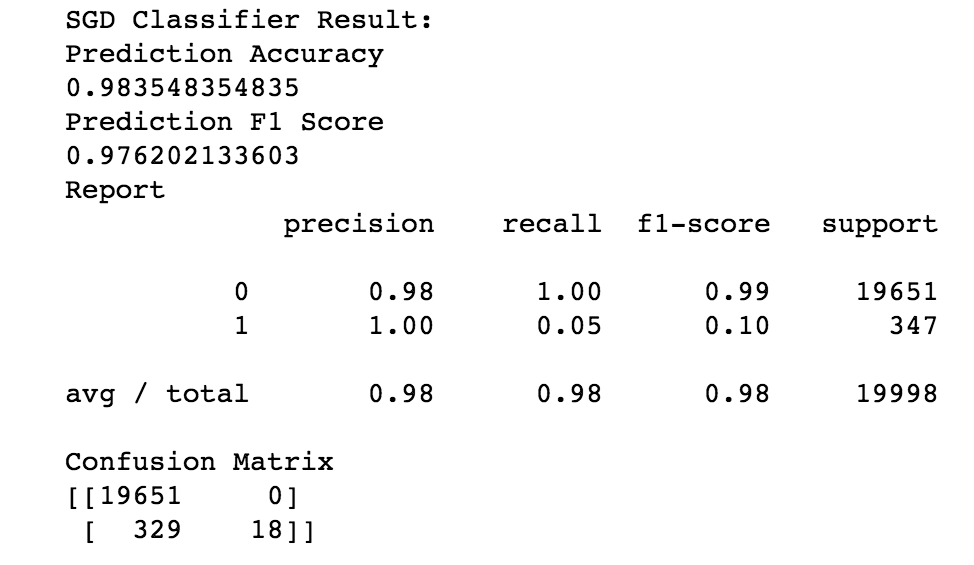 SGD Classifier Result:
Prediction Accuracy
0.983548354835
Prediction F1 Score
0.976202133603
Report
precision recall f1-score support
0 0.98 1.00 0.99 19651
1 1.00 0.05 0.10 347
avg / total 0.98 0.98 0.98 19998
Confusion Matrix
[[19651 0]
[ 329 18]]